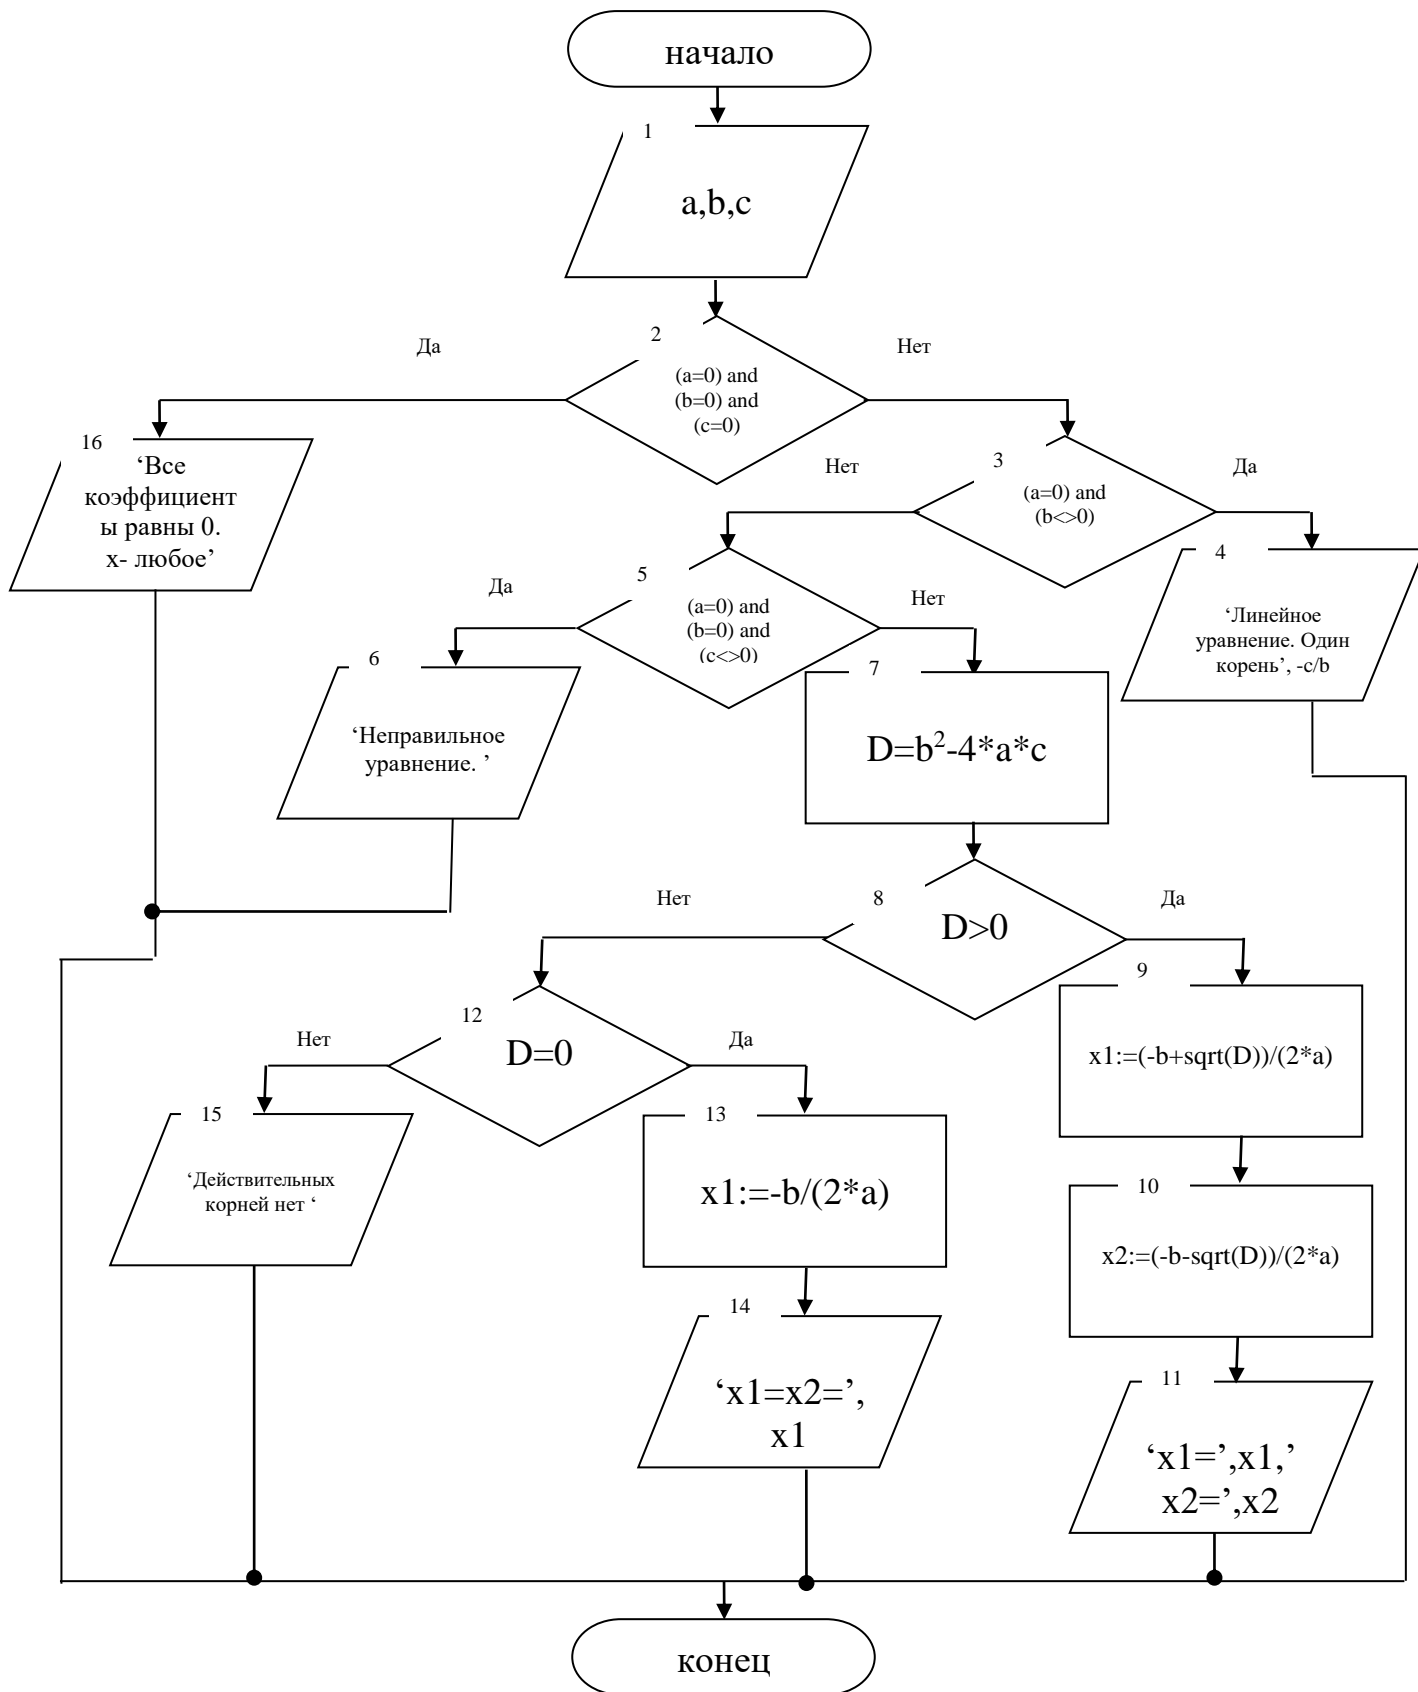 начало
1
a,b,c
2
Да
Нет
(a=0) and
(b=0) and
(c=0)
16
‘Все
коэффициент
ы равны 0.
x- любое’
Нет
3
Да
(a=0) and
(b<>0)
4
‘Линейное
уравнение. Один
корень’, -c/b
5
Да
Нет
(a=0) and
(b=0) and
(c<>0)
6
‘Неправильное
уравнение. ’
7
D=b²-4*a*c
Нет
8
Да
D>0
9
x1:=(-b+sqrt(D))/(2*a)
12
Нет
Да
D=0
15
‘Действительных
корней нет ‘
13
x1:=-b/(2*a)
10
x2:=(-b-sqrt(D))/(2*a)
14
‘x1=x2=’,
x1
11
‘x1=’,x1,’
x2=’,x2
конец